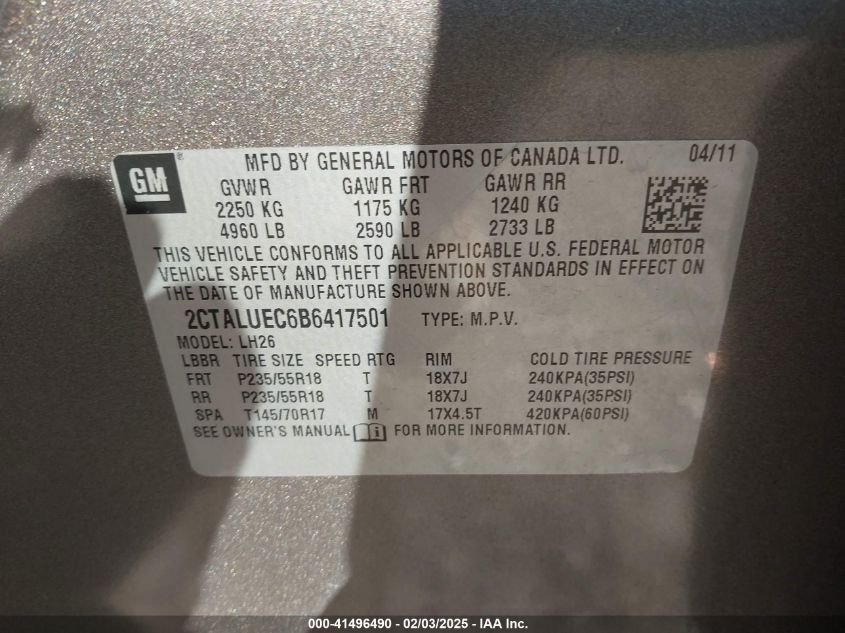 GM
MFD BY GENERAL MOTORS OF CANADA LTD. 04/11
GVWR GAWR FRT GAWR RR
2250 KG 1175 KG 1240 KG
4960 LB 2590 LB 2733 LB
THIS VEHICLE CONFORMS TO ALL APPLICABLE U.S. FEDERAL MOTOR
VEHICLE SAFETY AND THEFT PREVENTION STANDARDS IN EFFECT ON
THE DATE OF MANUFACTURE SHOWN ABOVE.
2CTALUEC6B6417501 TYPE: M.P.V.
MODEL: LH26
LBBR TIRE SIZE SPEED RTG RIM COLD TIRE PRESSURE
FRT P235/55R18 T 18X7J 240KPA(35PSI)
RR P235/55R18 T 18X7J 240KPA(35PSI)
SPA T145/70R17 M 17X4.5T 420KPA(60PSI)
SEE OWNER'S MANUAL FOR MORE INFORMATION.
000-41496490 - 02/03/2025 - IAA Inc.